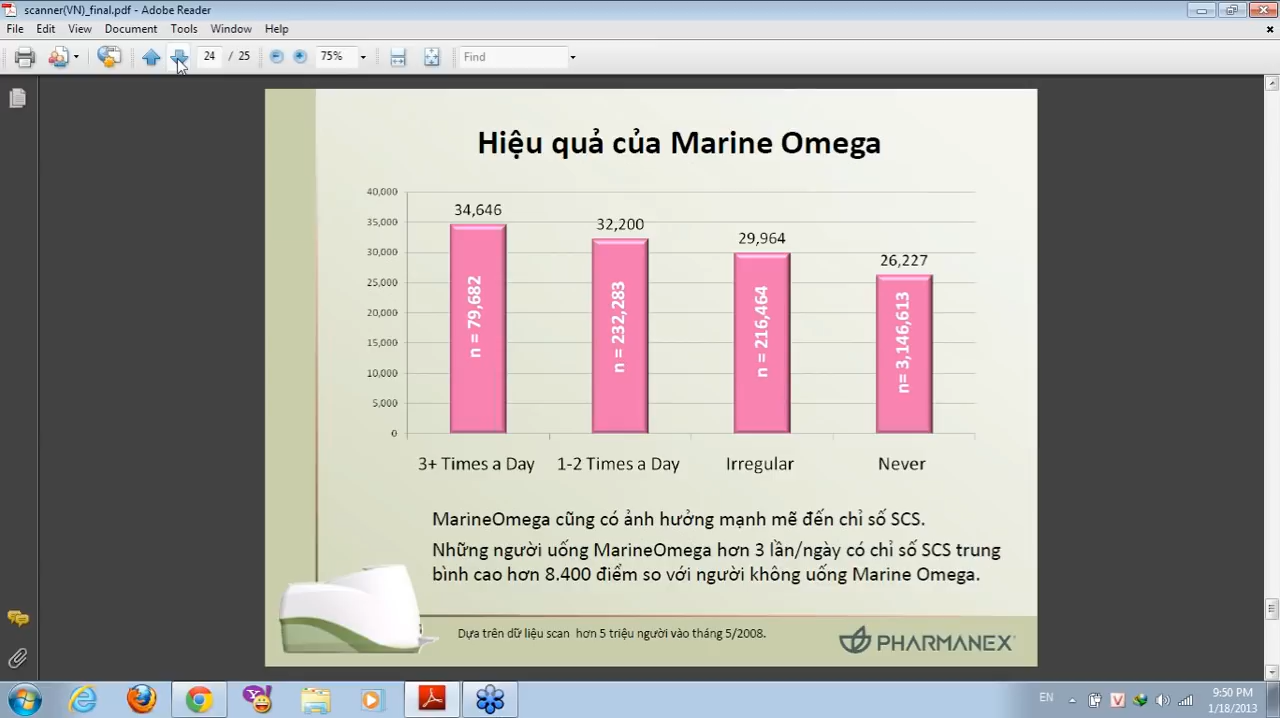 scanner(VN)_final.pdf - Adobe Reader
File Edit View Document Tools Window Help
24 / 25 75% Find
Hiệu quả của Marine Omega
40,000
35,000
30,000
25,000
20,000
15,000
10,000
5,000
0
34,646
32,200
29,964
26,227
n = 79,682
n = 232,283
n = 216,464
n= 3,146,613
3+ Times a Day 1-2 Times a Day Irregular Never
MarineOmega cũng có ảnh hưởng mạnh mẽ đến chỉ số SCS.
Những người uống MarineOmega hơn 3 lần/ngày có chỉ số SCS trung
bình cao hơn 8.400 điểm so với người không uống Marine Omega.
Dựa trên dữ liệu scan hơn 5 triệu người vào tháng 5/2008.
PHARMANEX
EN
9:50 PM
1/18/2013